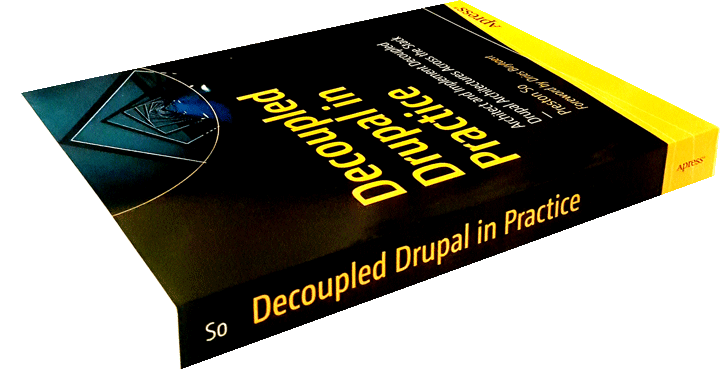 Decoupled
Drupal in
Practice
Architect and Implement Decoupled
Drupal Architectures Across the Stack
—
Preston So
Foreword by Dries Buytaert
Apress®
So
Decoupled Drupal in Practice
Apress®